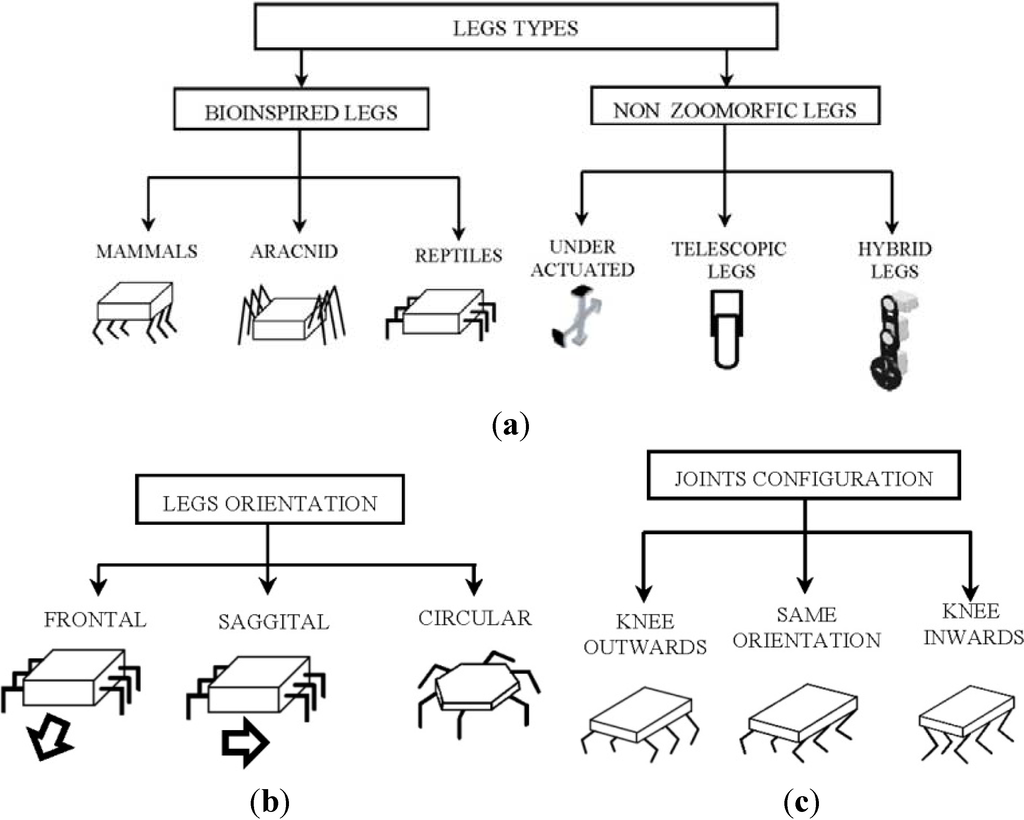 LEGS TYPES
BIOINSPIRED LEGS
NON ZOOMORFIC LEGS
MAMMALS
ARACNID
REPTILES
UNDER
ACTUATED
TELESCOPIC
LEGS
HYBRID
LEGS
(a)
LEGS ORIENTATION
FRONTAL
SAGGITAL
CIRCULAR
(b)
JOINTS CONFIGURATION
KNEE
OUTWARDS
SAME
ORIENTATION
KNEE
INWARDS
(c)